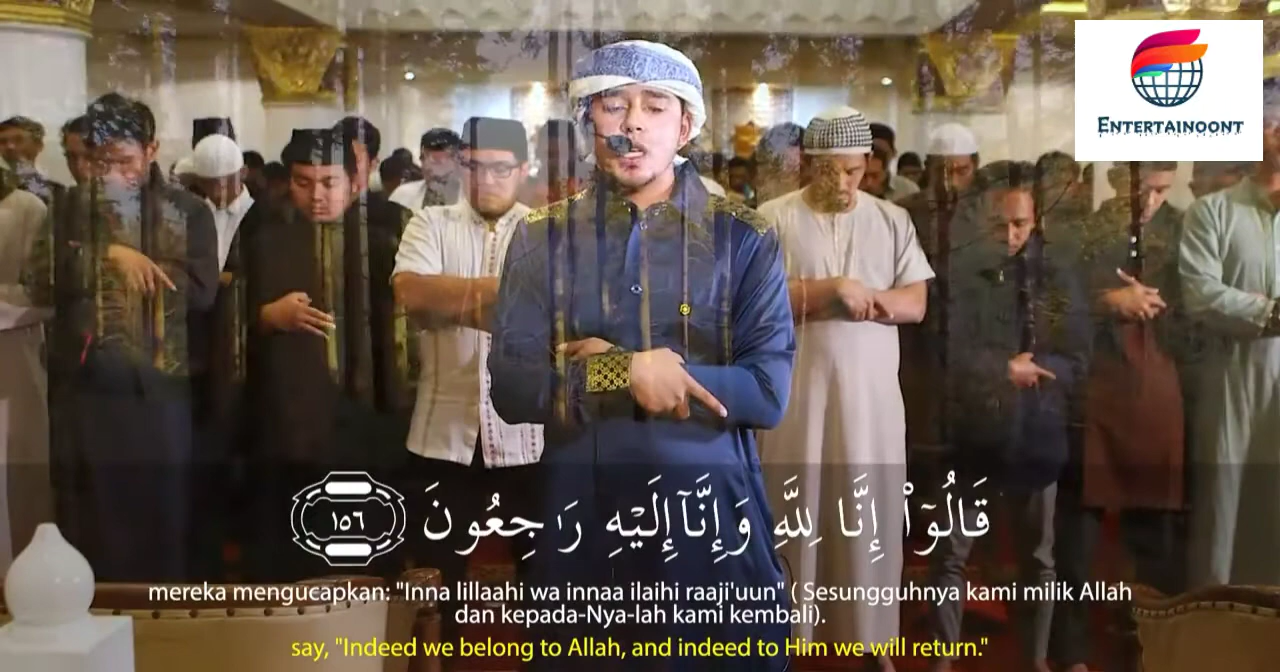 ENTERTAINOONT
قَالُوٓا۟ إِنَّا لِلَّهِ وَإِنَّآ إِلَيْهِ رَٰجِعُونَ ١٥٦
mereka mengucapkan: "Inna lillaahi wa innaa ilaihi raaji'uun" ( Sesungguhnya kami milik Allah
dan kepada-Nya-lah kami kembali).
say, "Indeed we belong to Allah, and indeed to Him we will return."